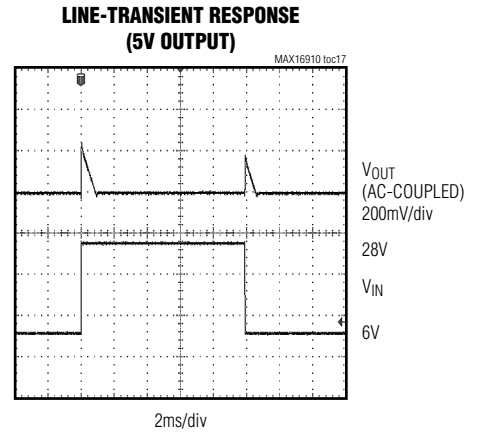 LINE-TRANSIENT RESPONSE
(5V OUTPUT)
MAX16910 toc17
VOUT
(AC-COUPLED)
200mV/div
28V
VIN
6V
2ms/div